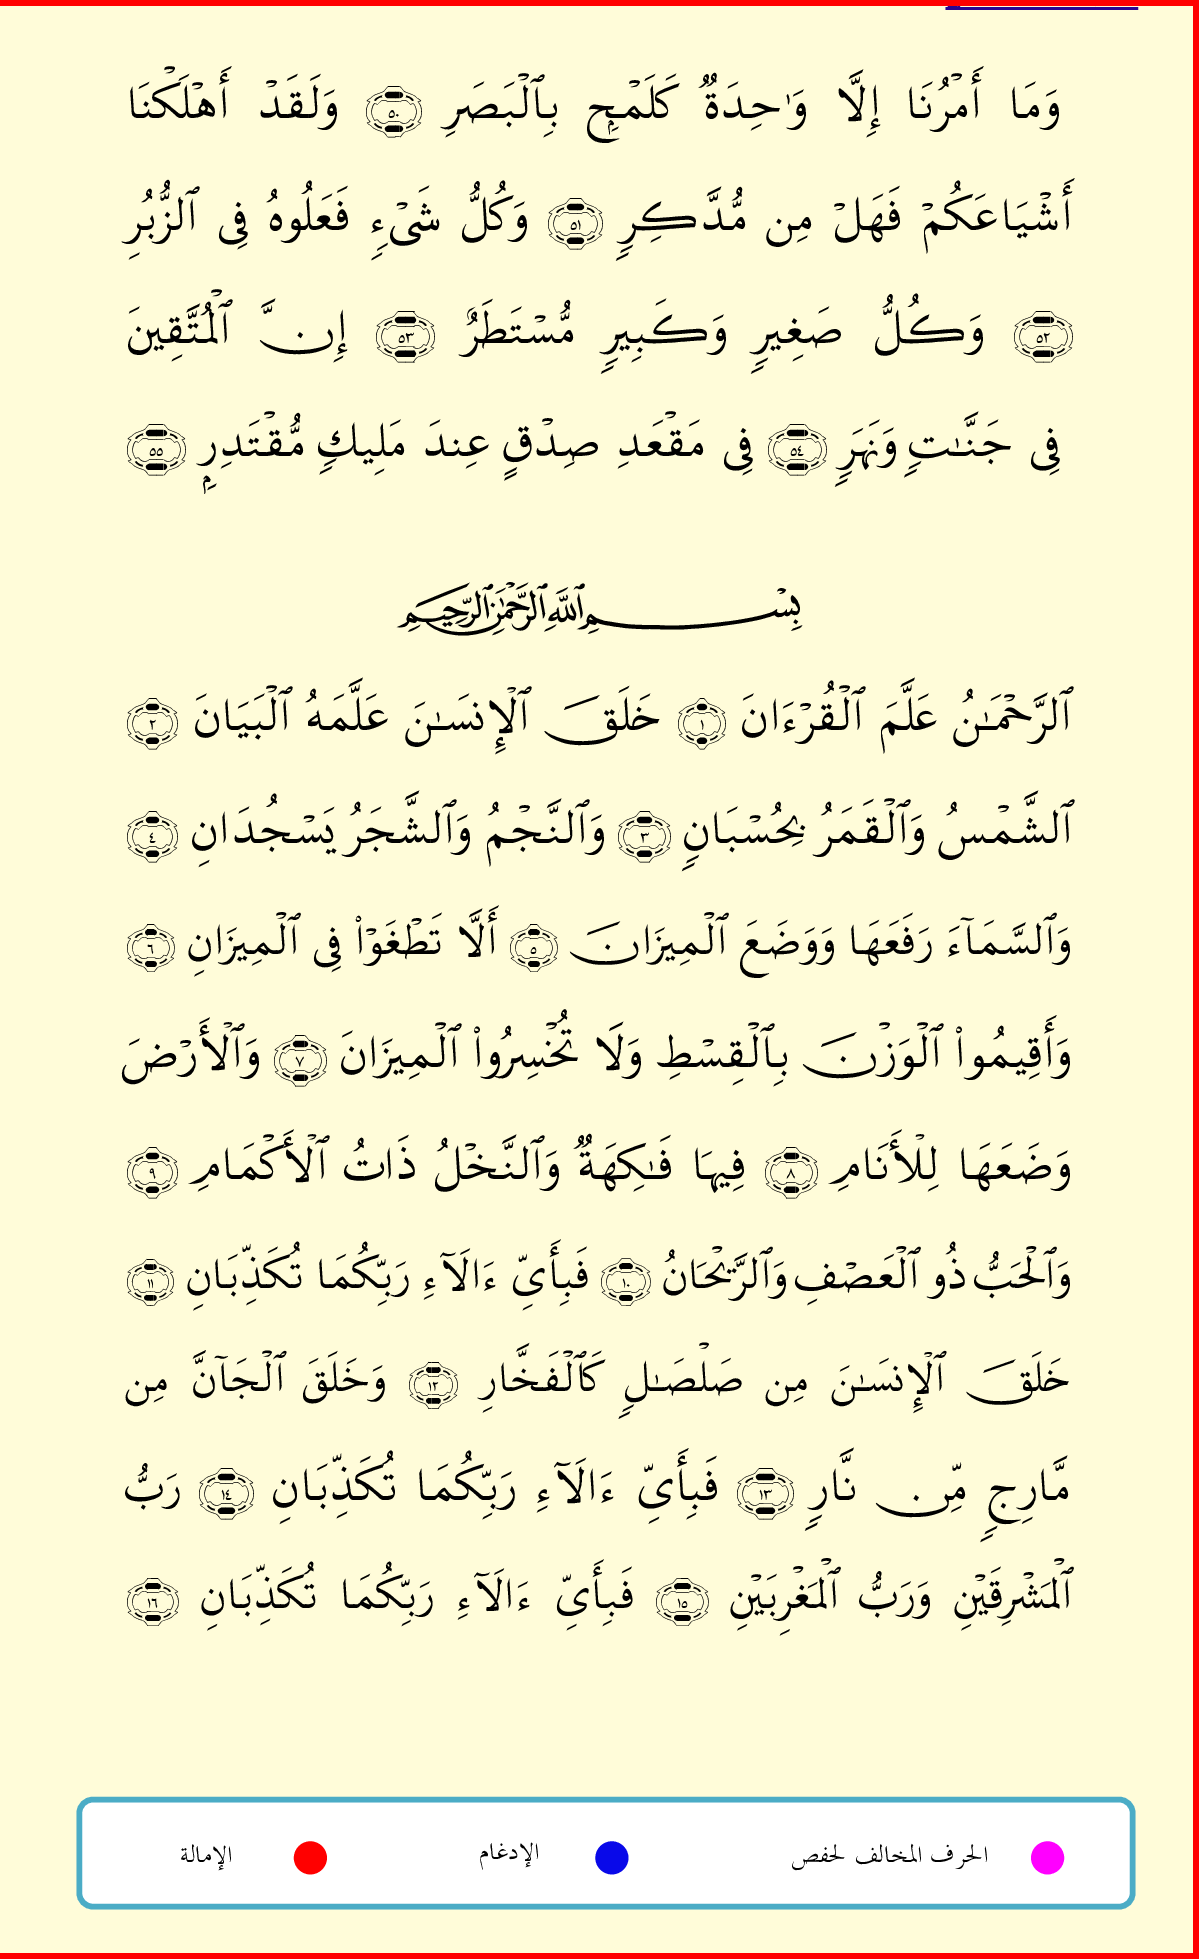 وَمَا أَمۡرُنَا إِلَّا وَٰحِدَةٞ كَلَمۡحِۭ بِٱلۡبَصَرِ ٥٠ وَلَقَدۡ أَهۡلَكۡنَا
أَشۡيَاعَكُمۡ فَهَلۡ مِن مُّدَّكِرٖ ٥١ وَكُلُّ شَيۡءٖ فَعَلُوهُ فِي ٱلزُّبُرِ
٥٢ وَكُلُّ صَغِيرٖ وَكَبِيرٖ مُّسۡتَطَرٌ ٥٣ إِنَّ ٱلۡمُتَّقِينَ
فِي جَنَّٰتٖ وَنَهَرٖ ٥٤ فِي مَقۡعَدِ صِدۡقٍ عِندَ مَلِيكٖ مُّقۡتَدِرِۭ ٥٥
بِسۡمِ ٱللَّهِ ٱلرَّحۡمَٰنِ ٱلرَّحِيمِ
ٱلرَّحۡمَٰنُ عَلَّمَ ٱلۡقُرۡءَانَ ١ خَلَقَ ٱلۡإِنسَٰنَ عَلَّمَهُ ٱلۡبَيَانَ ٢
ٱلشَّمۡسُ وَٱلۡقَمَرُ بِحُسۡبَانٖ ٣ وَٱلنَّجۡمُ وَٱلشَّجَرُ يَسۡجُدَانِ ٤
وَٱلسَّمَآءَ رَفَعَهَا وَوَضَعَ ٱلۡمِيزَانَ ٥ أَلَّا تَطۡغَوۡاْ فِي ٱلۡمِيزَانِ ٦
وَأَقِيمُواْ ٱلۡوَزۡنَ بِٱلۡقِسۡطِ وَلَا تُخۡسِرُواْ ٱلۡمِيزَانَ ٧ وَٱلۡأَرۡضَ
وَضَعَهَا لِلۡأَنَامِ ٨ فِيهَا فَٰكِهَةٞ وَٱلنَّخۡلُ ذَاتُ ٱلۡأَكۡمَامِ ٩
وَٱلۡحَبُّ ذُو ٱلۡعَصۡفِ وَٱلرَّيۡحَانُ ١٠ فَبِأَيِّ ءَالَآءِ رَبِّكُمَا تُكَذِّبَانِ ١١
خَلَقَ ٱلۡإِنسَٰنَ مِن صَلۡصَٰلٖ كَٱلۡفَخَّارِ ١٢ وَخَلَقَ ٱلۡجَآنَّ مِن
مَّارِجٖ مِّن نَّارٖ ١٣ فَبِأَيِّ ءَالَآءِ رَبِّكُمَا تُكَذِّبَانِ ١٤ رَبُّ
ٱلۡمَشۡرِقَيۡنِ وَرَبُّ ٱلۡمَغۡرِبَيۡنِ ١٥ فَبِأَيِّ ءَالَآءِ رَبِّكُمَا تُكَذِّبَانِ ١٦
الحرف المخالف لحفص الإدغام الإمالة